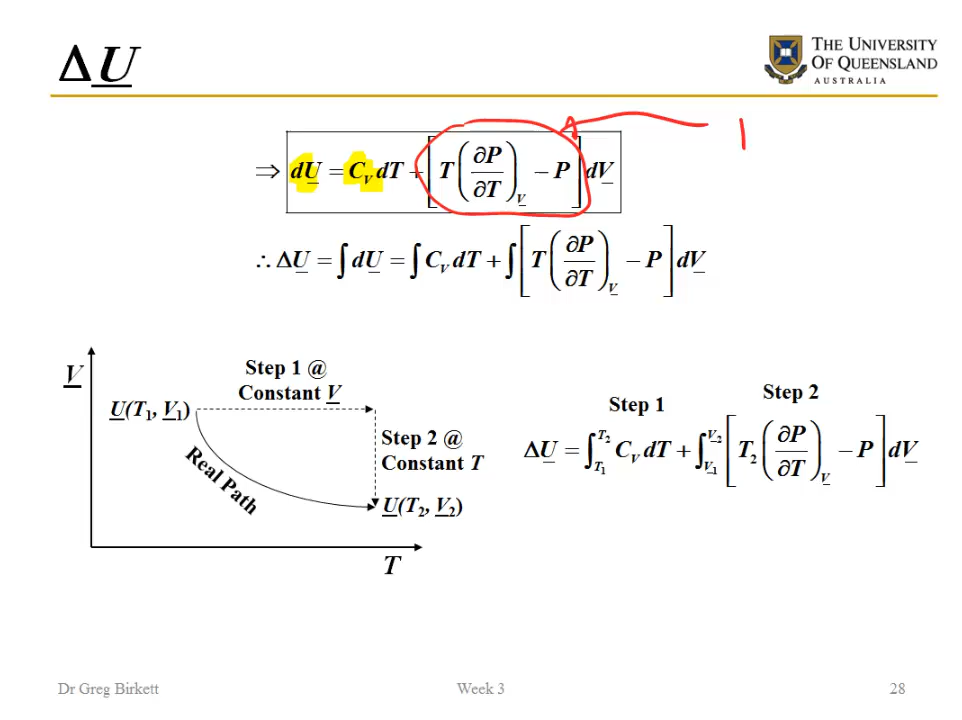 ΔU
THE UNIVERSITY
OF QUEENSLAND
AUSTRALIA
1
⇒ dU = C_V dT + [T(∂P/∂T)_V − P]dV
∴ ΔU = ∫dU = ∫C_V dT + ∫[T(∂P/∂T)_V − P]dV
V
Step 1 @
Constant V
U(T₁, V₁)
Step 2 @
Constant T
Real Path
U(T₂, V₂)
T
Step 1
Step 2
ΔU = ∫_{T₁}^{T₂} C_V dT + ∫_{V₁}^{V₂} [T₂(∂P/∂T)_V − P]dV
Dr Greg Birkett
Week 3
28